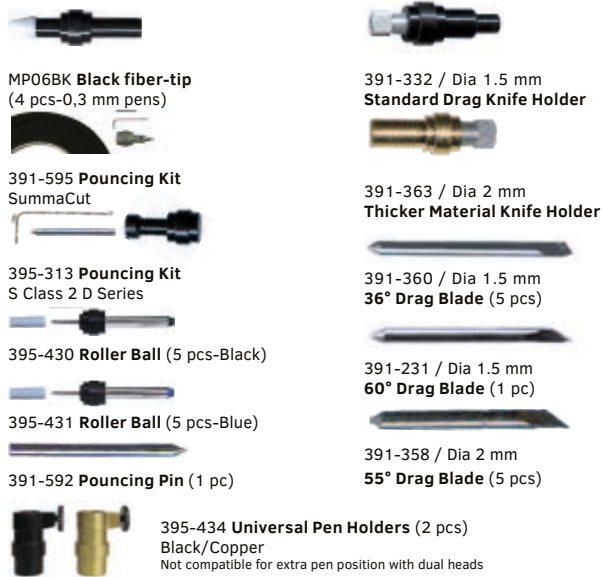 MP06BK Black fiber-tip
(4 pcs-0,3 mm pens)
391-595 Pouncing Kit
SummaCut
395-313 Pouncing Kit
S Class 2 D Series
395-430 Roller Ball (5 pcs-Black)
395-431 Roller Ball (5 pcs-Blue)
391-592 Pouncing Pin (1 pc)
391-332 / Dia 1.5 mm
Standard Drag Knife Holder
391-363 / Dia 2 mm
Thicker Material Knife Holder
391-360 / Dia 1.5 mm
36° Drag Blade (5 pcs)
391-231 / Dia 1.5 mm
60° Drag Blade (1 pc)
391-358 / Dia 2 mm
55° Drag Blade (5 pcs)
395-434 Universal Pen Holders (2 pcs)
Black/Copper
Not compatible for extra pen position with dual heads